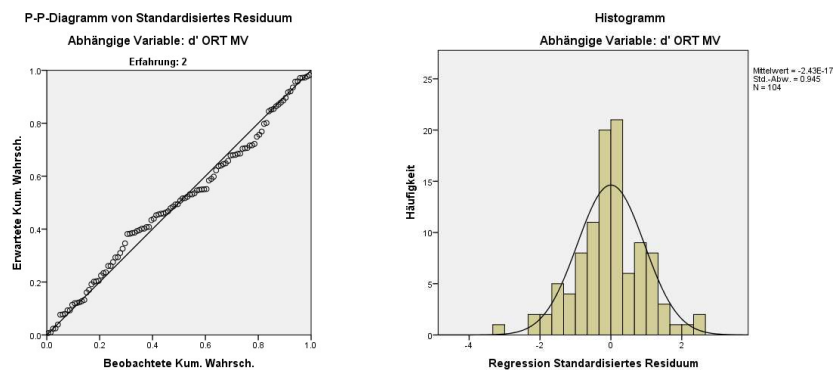 P-P-Diagramm von Standardisiertes Residuum
Abhängige Variable: d' ORT MV
Erfahrung: 2
Erwartete Kum. Wahrsch.
1.0
0.8
0.6
0.4
0.2
0.0
0.0 0.2 0.4 0.6 0.8 1.0
Beobachtete Kum. Wahrsch.
Histogramm
Abhängige Variable: d' ORT MV
Mittelwert = -2.43E-17
Std.-Abw. = 0.945
N = 104
Häufigkeit
25
20
15
10
5
0
-4 -2 0 2 4
Regression Standardisiertes Residuum